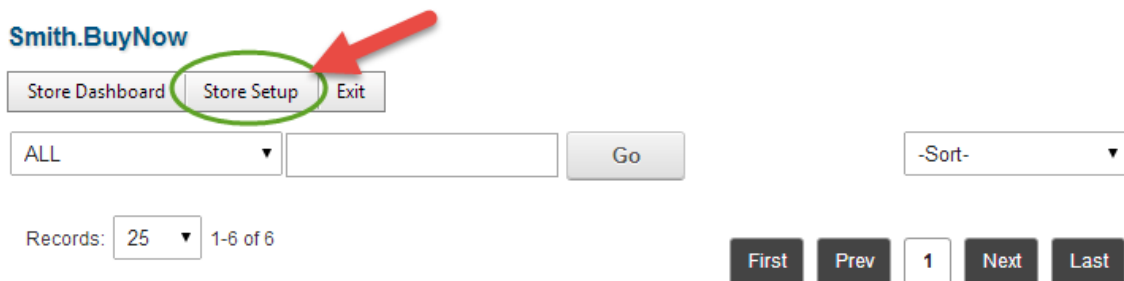 Smith.BuyNow
Store Dashboard Store Setup Exit
ALL Go -Sort-
Records: 25 1-6 of 6
First Prev 1 Next Last